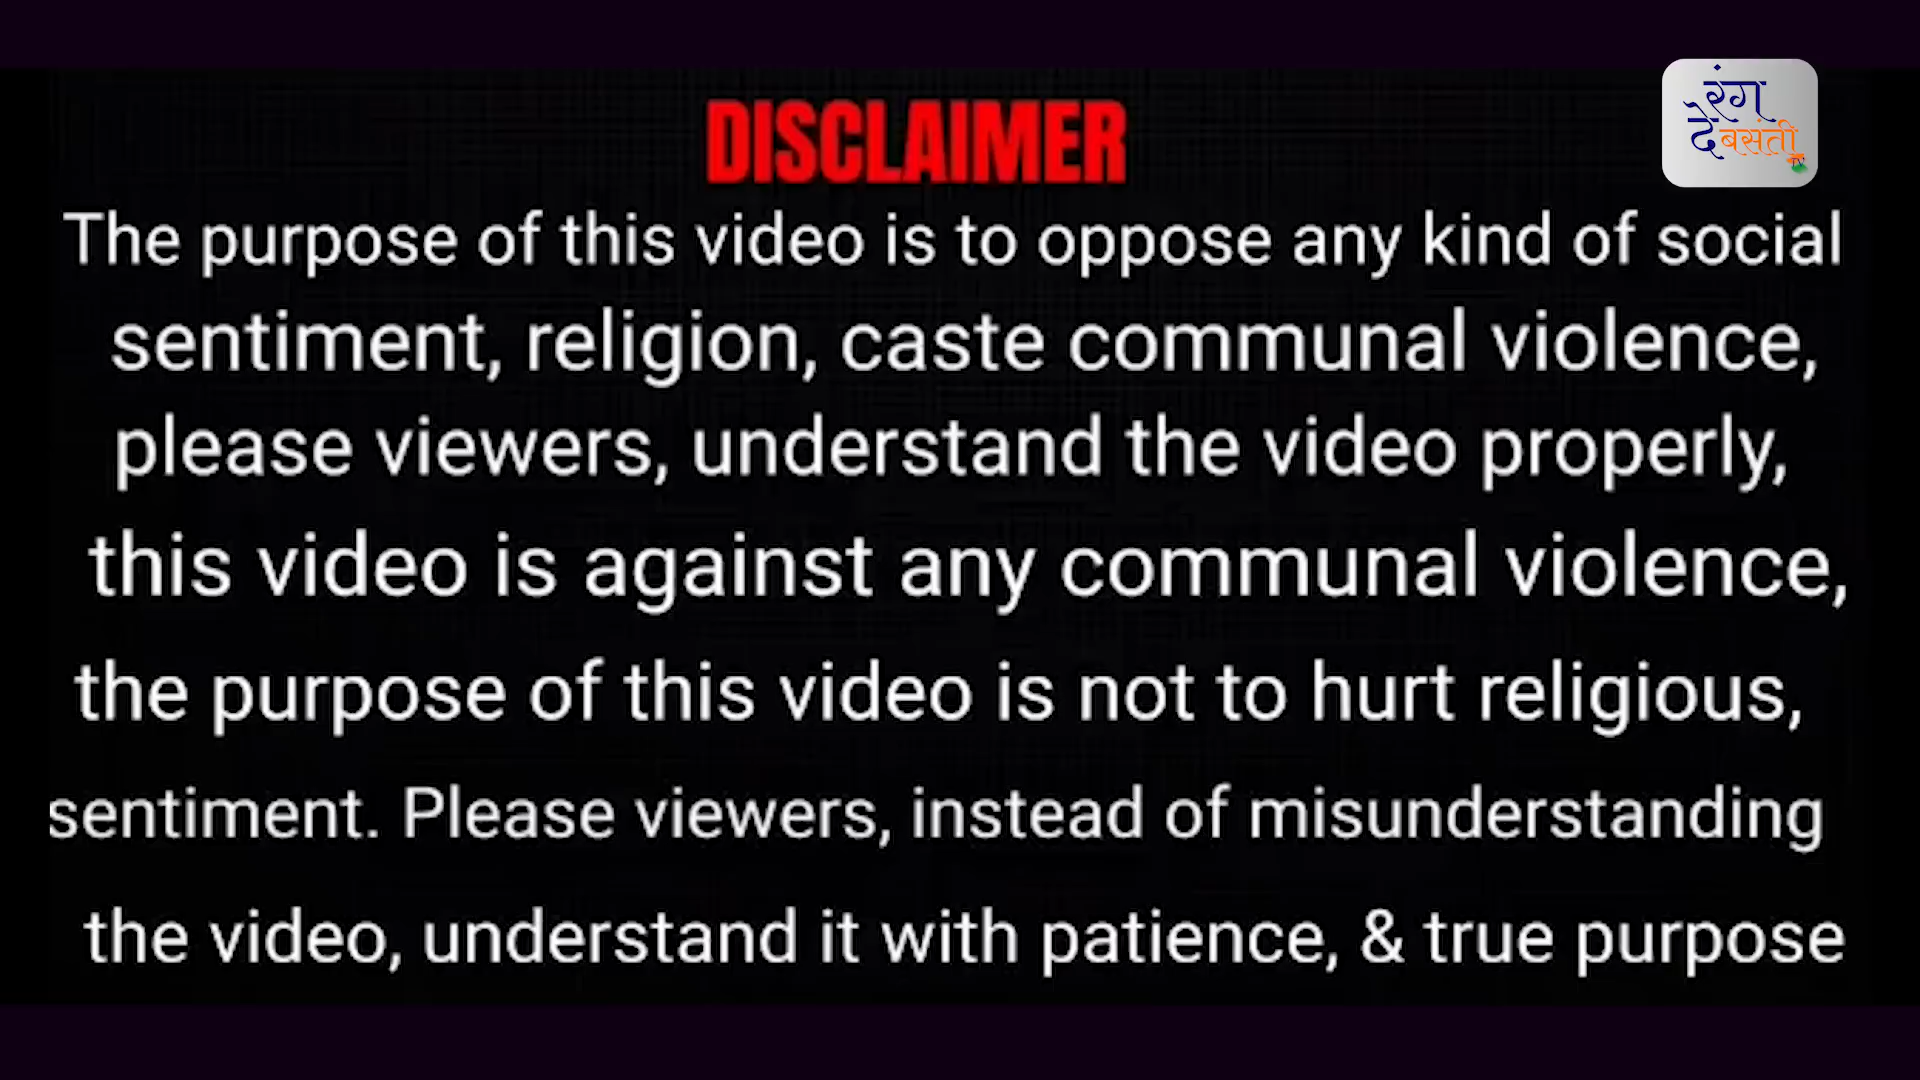 रंग
दे बसंती
DISCLAIMER
The purpose of this video is to oppose any kind of social
sentiment, religion, caste communal violence,
please viewers, understand the video properly,
this video is against any communal violence,
the purpose of this video is not to hurt religious,
sentiment. Please viewers, instead of misunderstanding
the video, understand it with patience, & true purpose